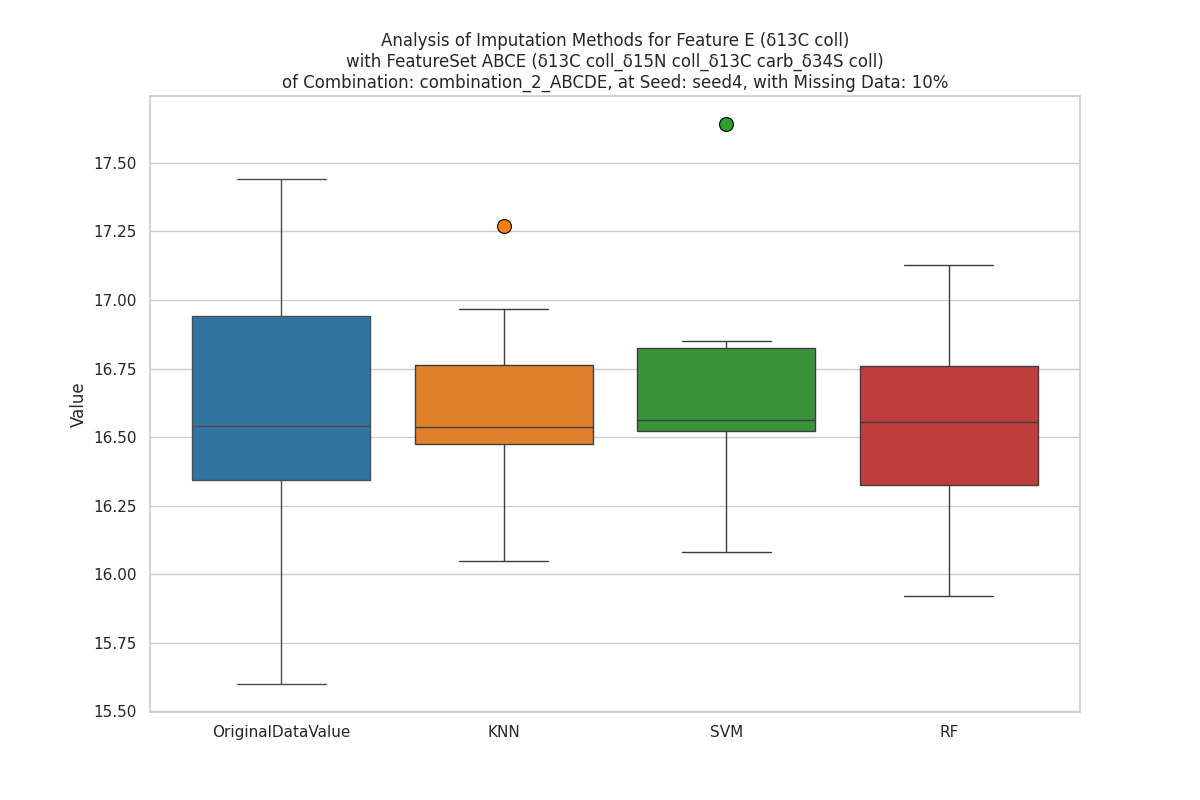 Analysis of Imputation Methods for Feature E (δ13C coll)
with FeatureSet ABCE (δ13C coll_δ15N coll_δ13C carb_δ34S coll)
of Combination: combination_2_ABCDE, at Seed: seed4, with Missing Data: 10%
17.50
17.25
17.00
16.75
16.50
16.25
16.00
15.75
15.50
Value
OriginalDataValue
KNN
SVM
RF